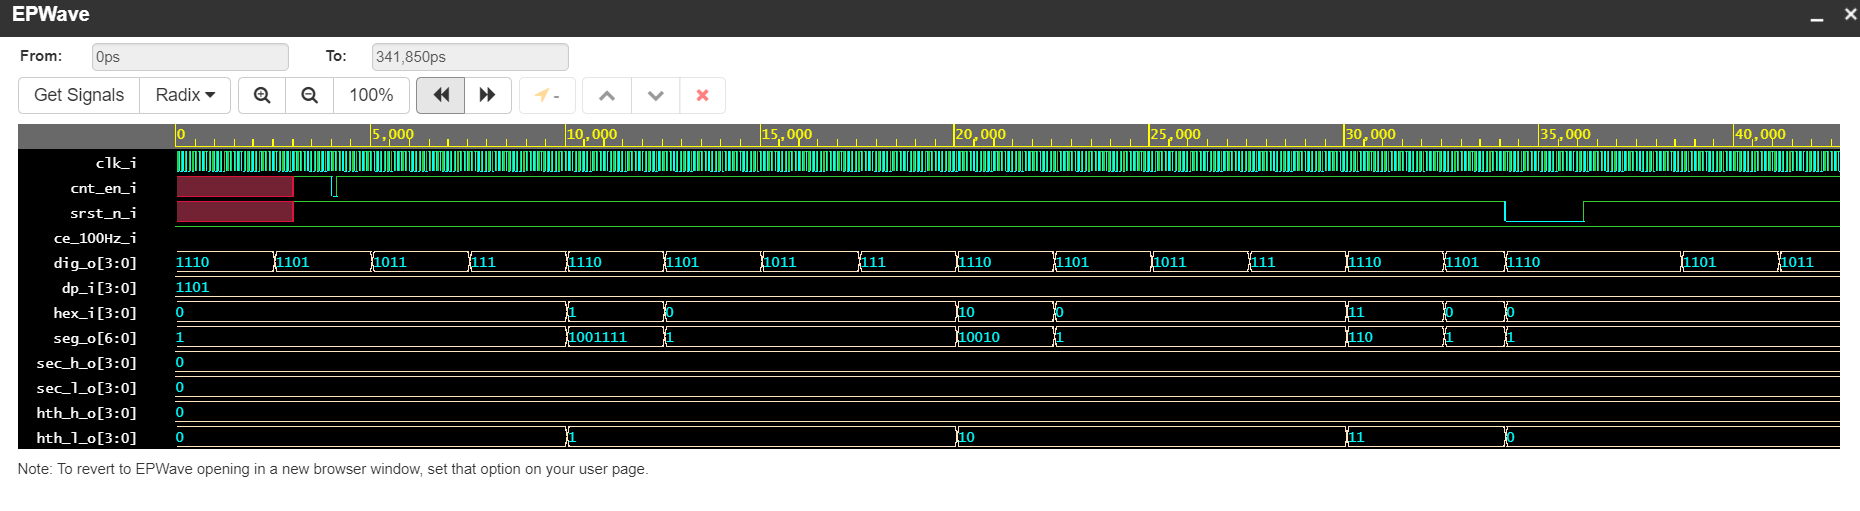 EPWave
From: 0ps To: 341,850ps
Get Signals Radix 100% -
0 5,000 10,000 15,000 20,000 25,000 30,000 35,000 40,000
clk_i
cnt_en_i
srst_n_i
ce_100Hz_i
dig_o[3:0] 1110 1101 1011 111 1110 1101 1011 111 1110 1101 1011 111 1110 1101 1110 1101 1011
dp_i[3:0] 1101
hex_i[3:0] 0 1 0 10 0 11 0 0
seg_o[6:0] 1 1001111 1 10010 1 110 1 1
sec_h_o[3:0] 0
sec_l_o[3:0] 0
hth_h_o[3:0] 0
hth_l_o[3:0] 0 1 10 11 0
Note: To revert to EPWave opening in a new browser window, set that option on your user page.